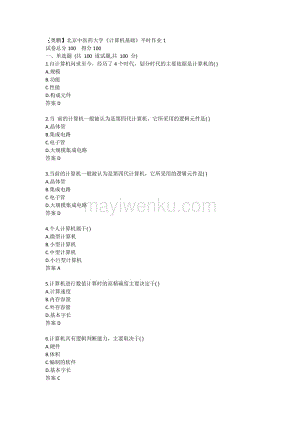 【奥鹏】北京中医药大学《计算机基础》平时作业1
试卷总分 100    得分 100
一、单选题 (共 100 道试题,共 100 分)
1.自计算机问世至今，经历了4个时代，划分时代的主要依据是计算机的()
A.规模
B.功能
C.性能
D.构成元件
答案 D
2.当 前的计算机一般被认为是第四代计算机，它所采用的逻辑元件是()
A.晶体管
B.集成电路
C.电子管
D.大规模集成电路
答案 D
3.当前的计算机一般被认为是第四代计算机，它所采用的逻辑元件是()
A.晶体管
B.集成电路
C.电子管
D.大规模集成电路
答案 D
4.个人计算机属于()
A.微型计算机
B.小型计算机
C.中型计算机
D.小巨型计算机
答案 A
5.计算机进行数值计算时的高精确度主要决定于()
A.计算速度
B.内存容量
C.外存容量
D.基本字长
答案 D
6.计算机具有逻辑判断能力，主要取决于()
A.硬件
B.体积
C.编制的软件
D.基本字长
答案 C
mayiwenku.com